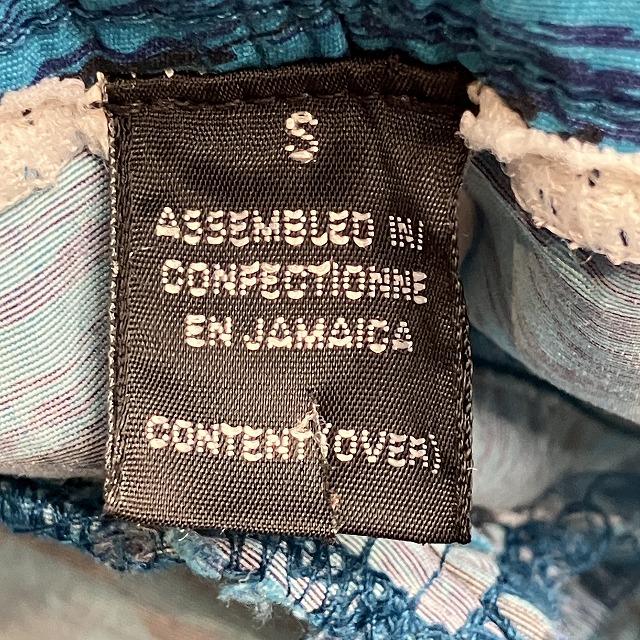 S
ASSEMBLED IN
CONFECTIONNE
EN JAMAICA
CONTENT (OVER)